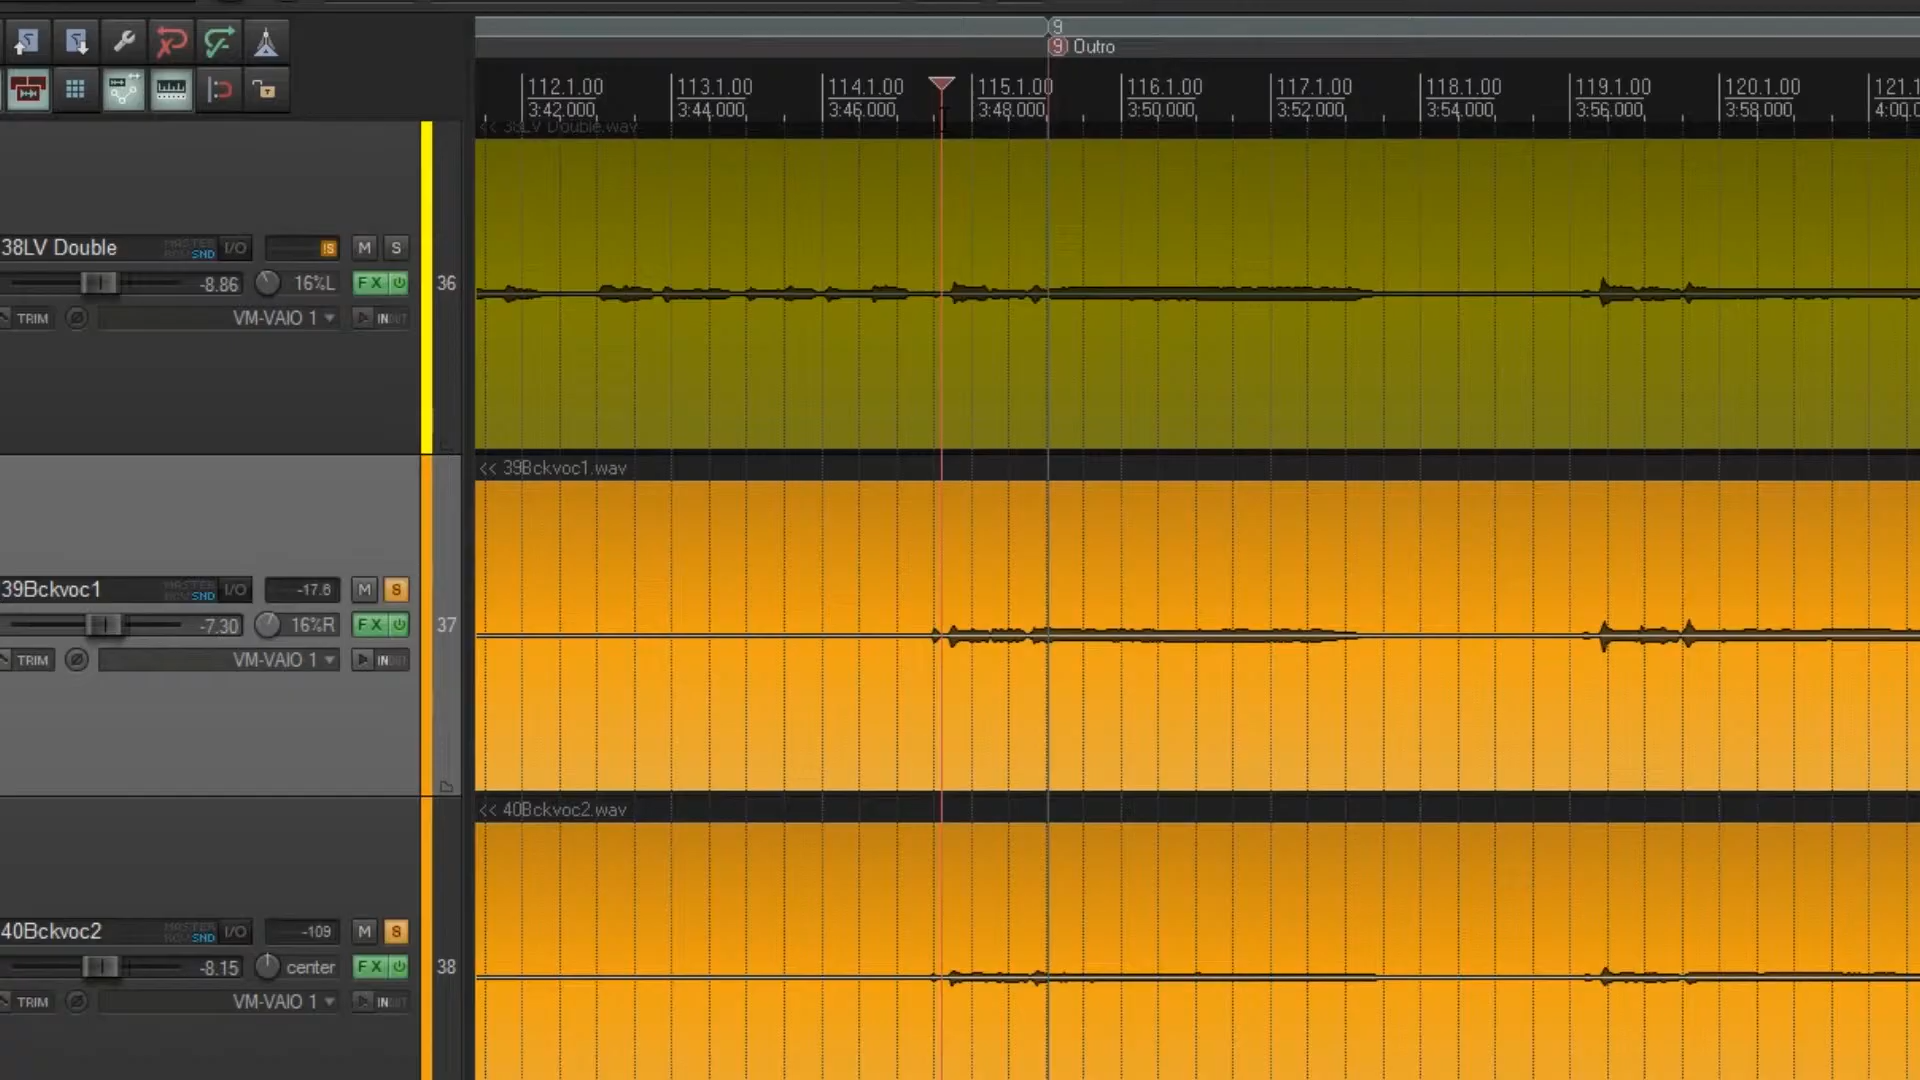 9
9 Outro
112.1.00 113.1.00 114.1.00 115.1.00 116.1.00 117.1.00 118.1.00 119.1.00 120.1.00 121.1
3:42.000 3:44.000 3:46.000 3:48.000 3:50.000 3:52.000 3:54.000 3:56.000 3:58.000 4:00.0
<< 38LV Double.wav
38LV Double MASTER SND I/O !S M S
36
-8.86 16%L FX
TRIM VM-VAIO 1 IN
<< 39Bckvoc1.wav
39Bckvoc1 MASTER SND I/O -17.6 M S
37
-7.30 16%R FX
TRIM VM-VAIO 1 IN
<< 40Bckvoc2.wav
40Bckvoc2 MASTER SND I/O -109 M S
38
-8.15 center FX
TRIM VM-VAIO 1 IN